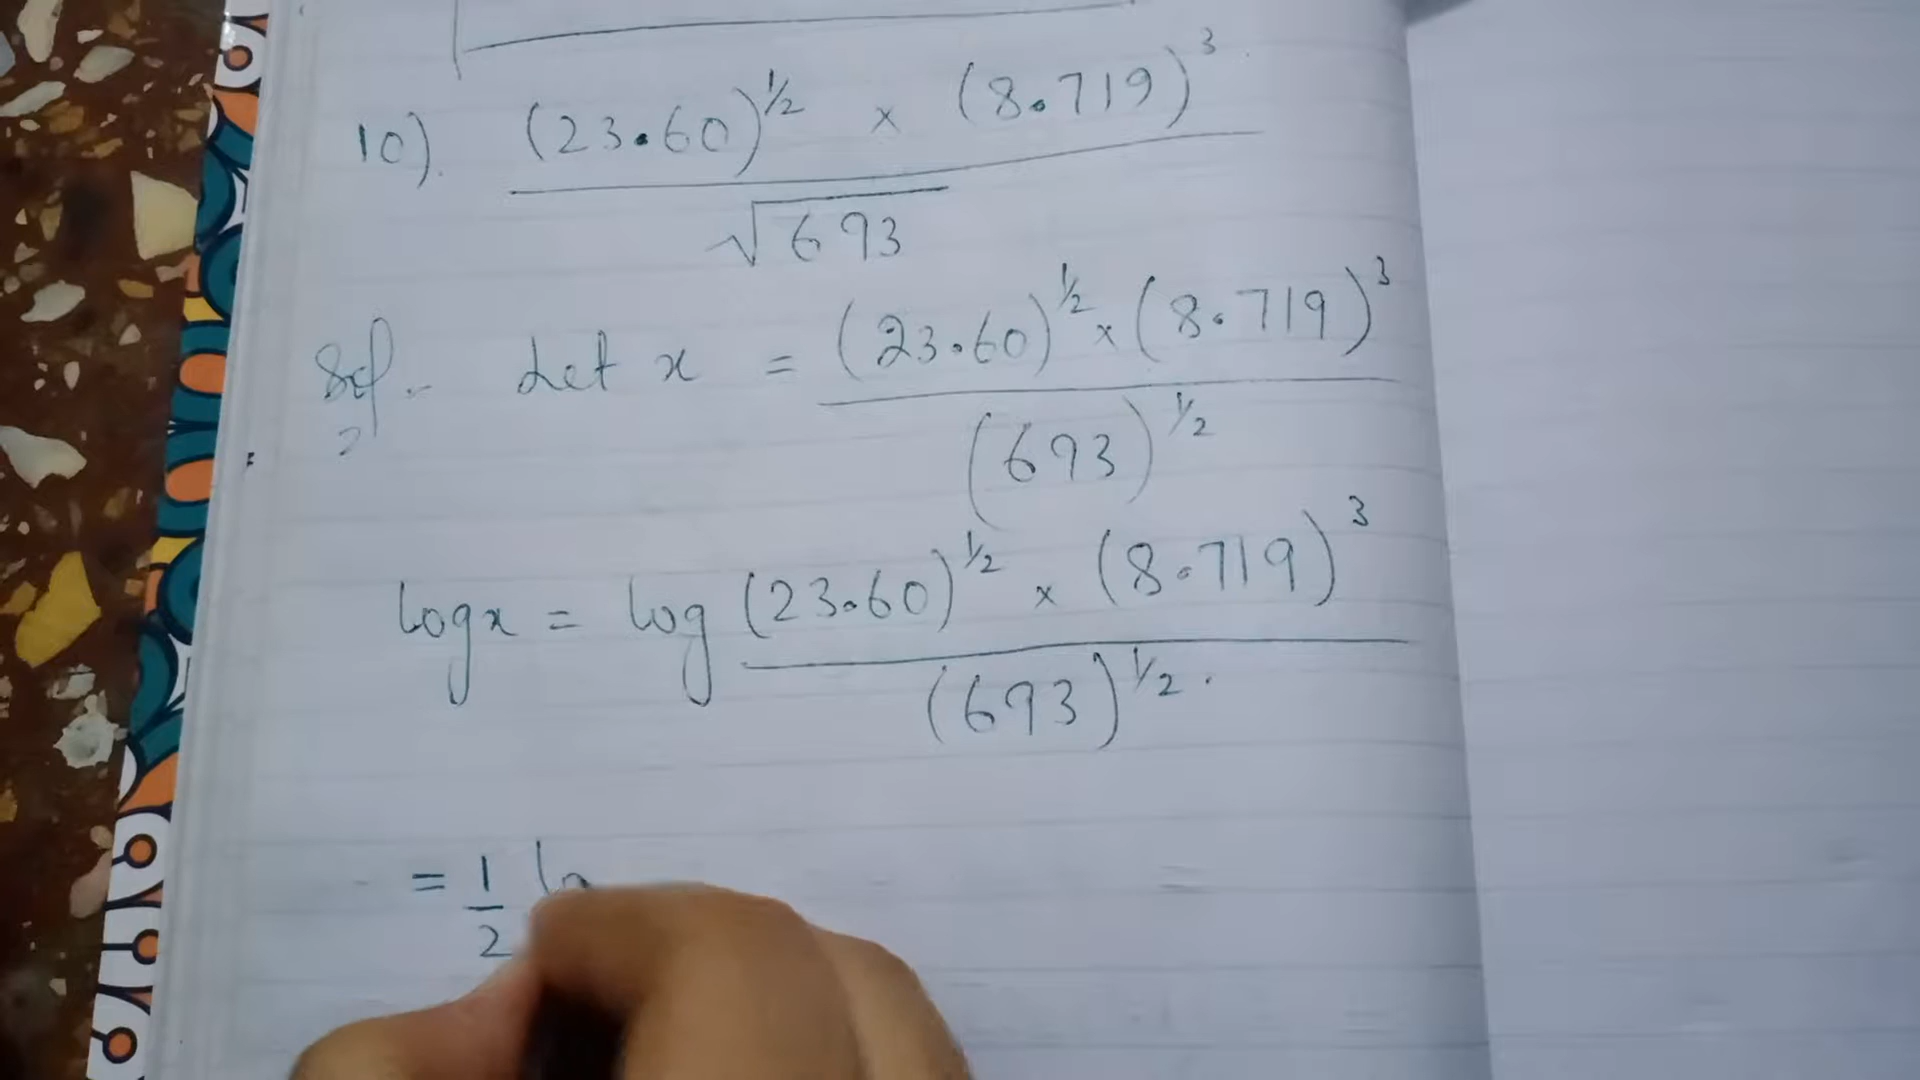 10). (23.60)^½ × (8.719)^3
√693
Sol. Let x = (23.60)^½ × (8.719)^3
(693)^½
log x = log (23.60)^½ × (8.719)^3
(693)^½.
= 1/2 lo